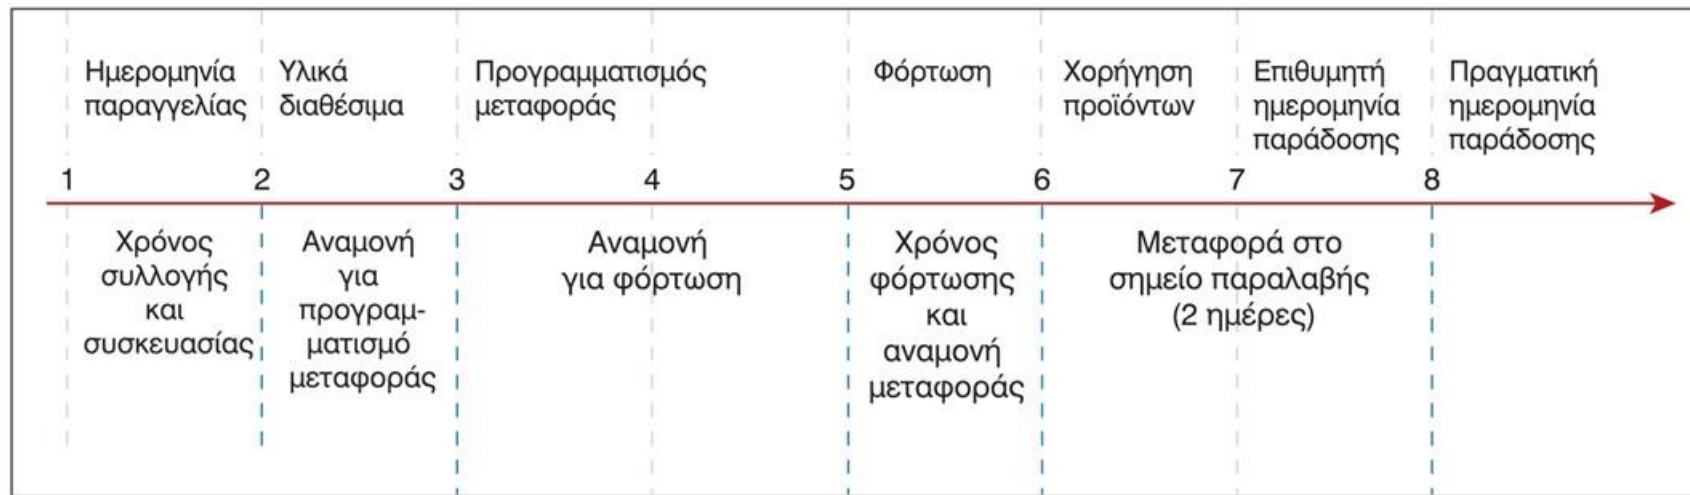 Ημερομηνία
παραγγελίας
Υλικά
διαθέσιμα
Προγραμματισμός
μεταφοράς
Φόρτωση
Χορήγηση
προϊόντων
Επιθυμητή
ημερομηνία
παράδοσης
Πραγματική
ημερομηνία
παράδοσης
1 2 3 4 5 6 7 8
Χρόνος
συλλογής
και
συσκευασίας
Αναμονή
για
προγραμ-
ματισμό
μεταφοράς
Αναμονή
για φόρτωση
Χρόνος
φόρτωσης
και
αναμονή
μεταφοράς
Μεταφορά στο
σημείο παραλαβής
(2 ημέρες)